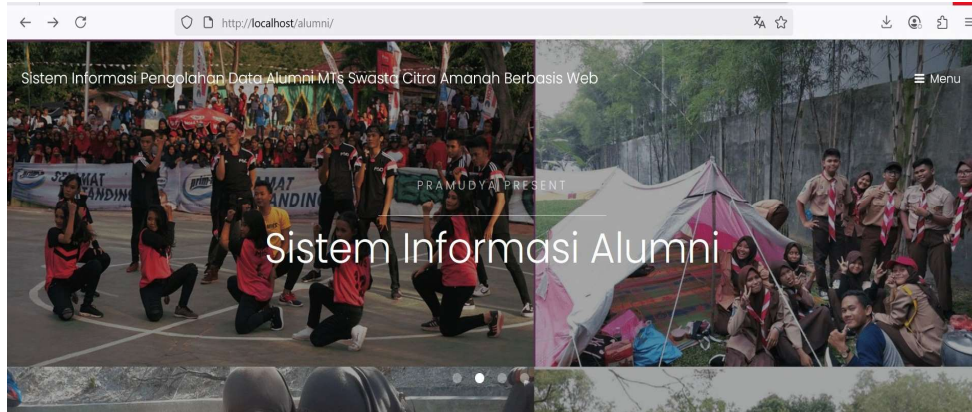 http://localhost/alumni/
Sistem Informasi Pengolahan Data Alumni MTs Swasta Citra Amanah Berbasis Web
Menu
PRAMUDYA PRESENT
Sistem Informasi Alumni